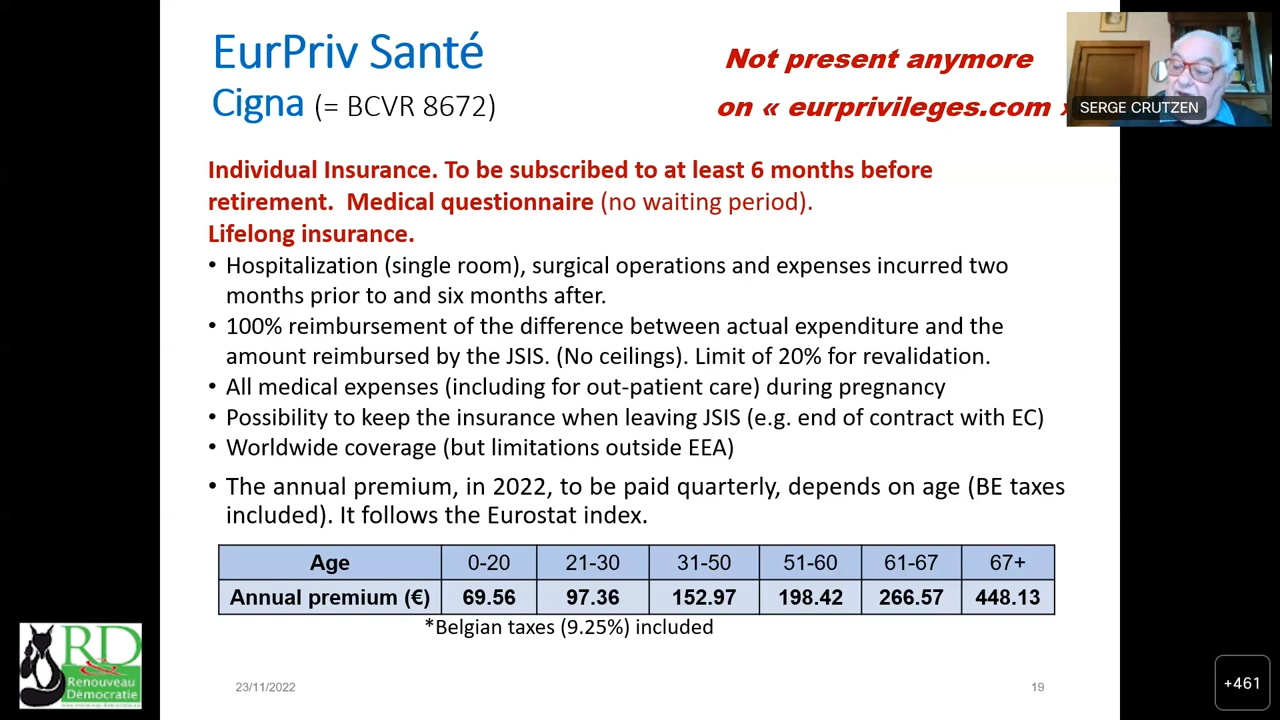 EurPriv Santé
Cigna (= BCVR 8672)
Not present anymore
on « eurprivileges.com »
SERGE CRUTZEN
Individual Insurance. To be subscribed to at least 6 months before
retirement. Medical questionnaire (no waiting period).
Lifelong insurance.
• Hospitalization (single room), surgical operations and expenses incurred two
months prior to and six months after.
• 100% reimbursement of the difference between actual expenditure and the
amount reimbursed by the JSIS. (No ceilings). Limit of 20% for revalidation.
• All medical expenses (including for out-patient care) during pregnancy
• Possibility to keep the insurance when leaving JSIS (e.g. end of contract with EC)
• Worldwide coverage (but limitations outside EEA)
• The annual premium, in 2022, to be paid quarterly, depends on age (BE taxes
included). It follows the Eurostat index.
Age 0-20 21-30 31-50 51-60 61-67 67+
Annual premium (€) 69.56 97.36 152.97 198.42 266.57 448.13
*Belgian taxes (9.25%) included
R&D
Renouveau
Démocratie
23/11/2022
19
+461